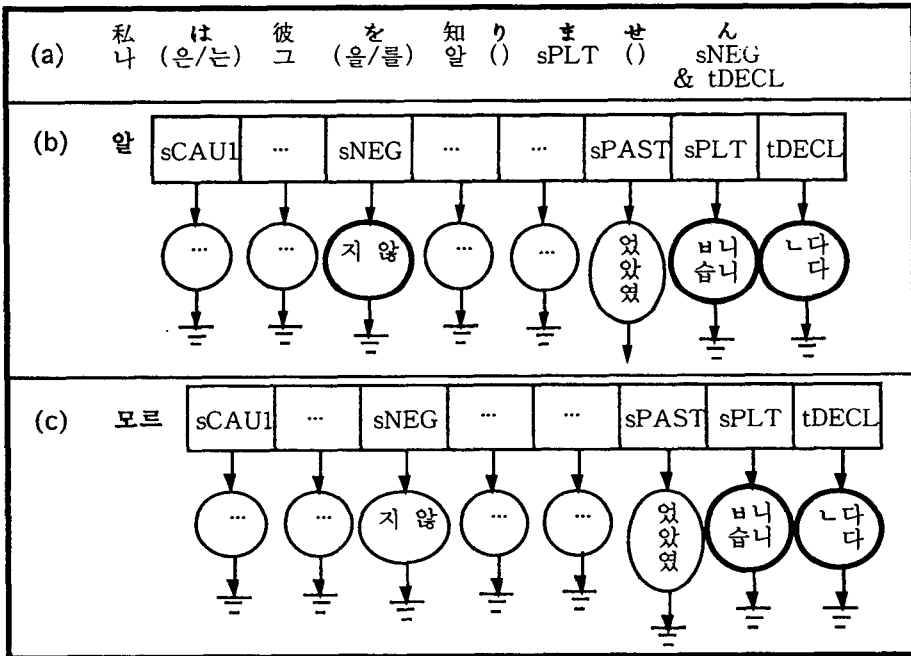 (a) 私 は 彼 を 知 り ま せ ん
나 (은/는) 그 (을/를) 알 () sPLT () sNEG
& tDECL
(b) 알 sCAU1 … sNEG … … sPAST sPLT tDECL
… … 지 않 … … 었 ㅂ니 ㄴ다
았 습니 다
였
(c) 모르 sCAU1 … sNEG … … sPAST sPLT tDECL
… … 지 않 … … 었 ㅂ니 ㄴ다
았 습니 다
였